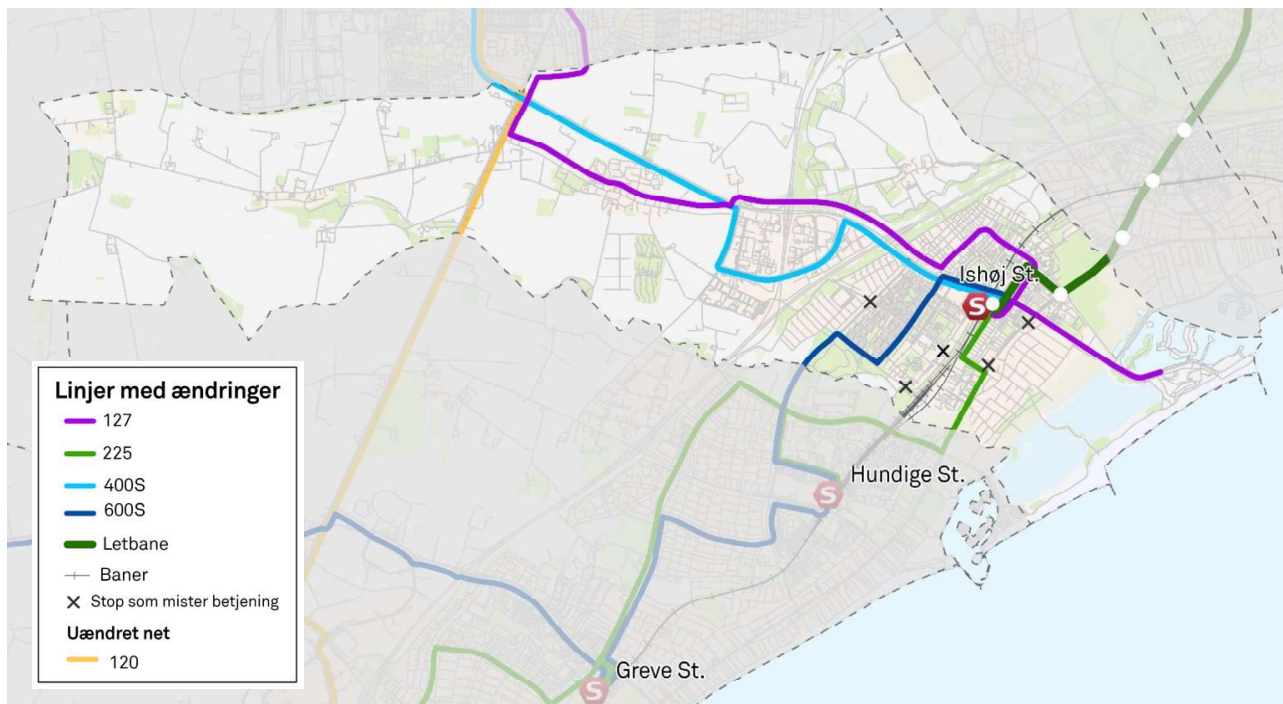 Ishøj St.
S
Linjer med ændringer
127
225
400S
600S
Letbane
Baner
Stop som mister betjening
Uændret net
120
Hundige St.
S
Greve St.
S